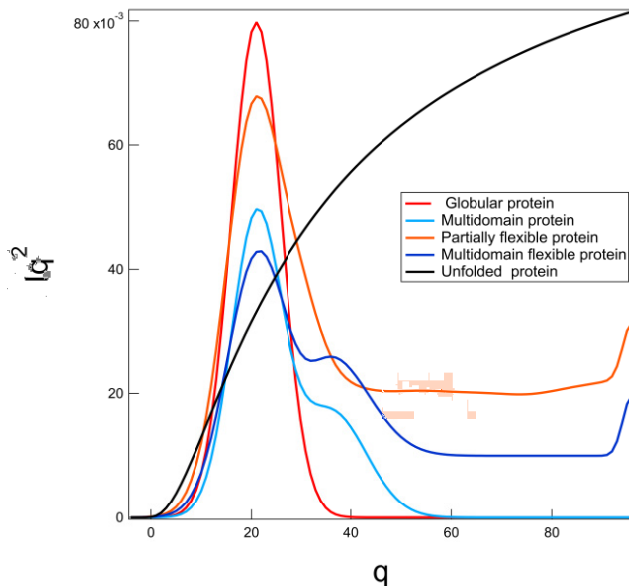 80 x10⁻³
60
40
20
0
Iq²
Globular protein
Multidomain protein
Partially flexible protein
Multidomain flexible protein
Unfolded protein
0
20
40
60
80
q